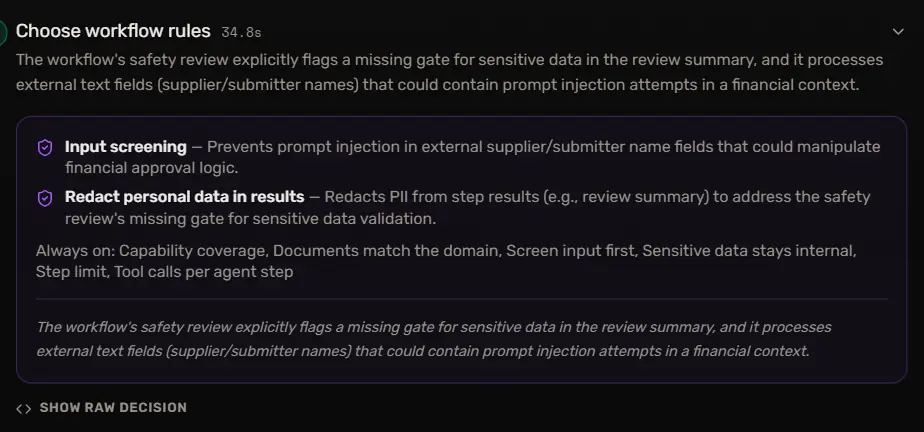 Choose workflow rules 34.8s
The workflow's safety review explicitly flags a missing gate for sensitive data in the review summary, and it processes
external text fields (supplier/submitter names) that could contain prompt injection attempts in a financial context.
Input screening — Prevents prompt injection in external supplier/submitter name fields that could manipulate
financial approval logic.
Redact personal data in results — Redacts PII from step results (e.g., review summary) to address the safety
review's missing gate for sensitive data validation.
Always on: Capability coverage, Documents match the domain, Screen input first, Sensitive data stays internal,
Step limit, Tool calls per agent step
The workflow's safety review explicitly flags a missing gate for sensitive data in the review summary, and it processes
external text fields (supplier/submitter names) that could contain prompt injection attempts in a financial context.
<> SHOW RAW DECISION